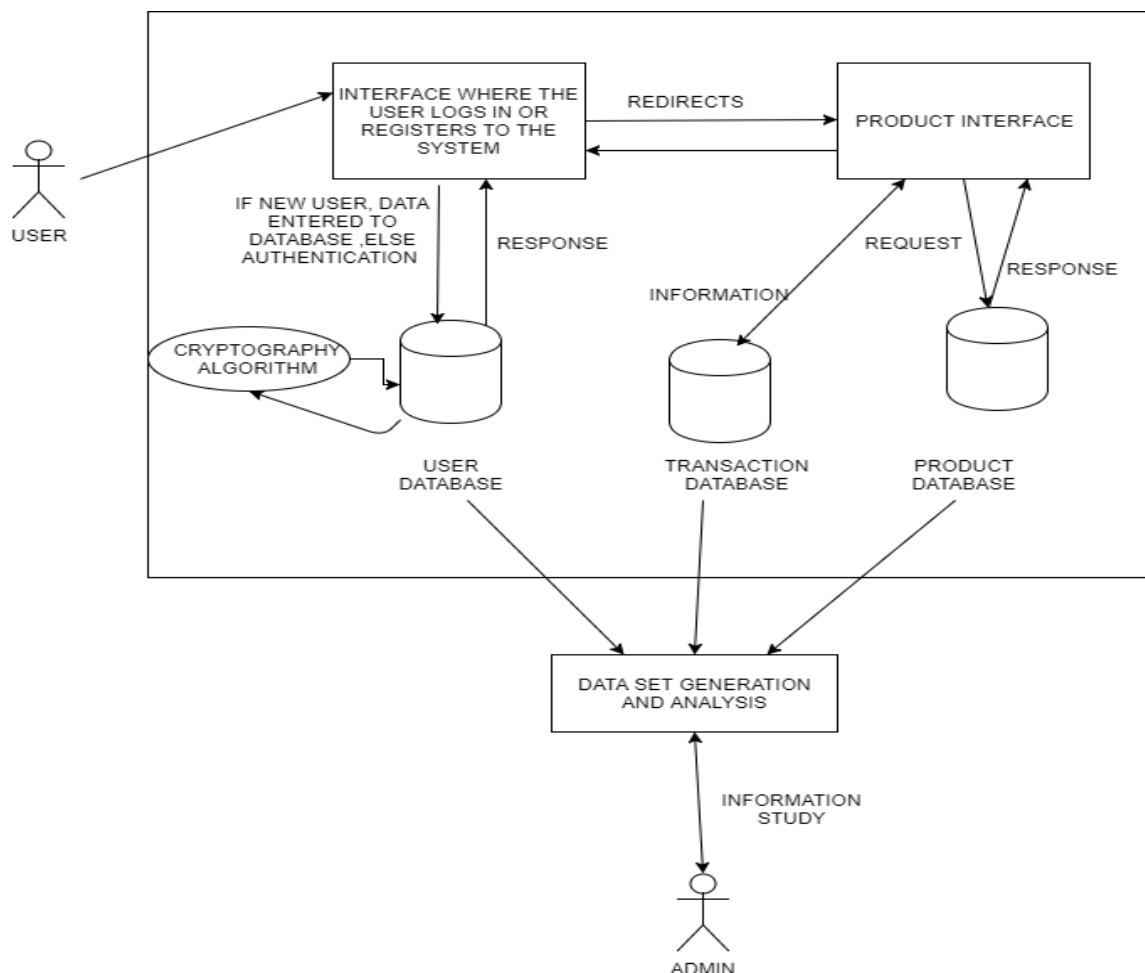 INTERFACE WHERE THE
USER LOGS IN OR
REGISTERS TO THE
SYSTEM
REDIRECTS
PRODUCT INTERFACE
USER
IF NEW USER, DATA
ENTERED TO
DATABASE ,ELSE
AUTHENTICATION
RESPONSE
REQUEST
RESPONSE
INFORMATION
CRYPTOGRAPHY
ALGORITHM
USER
DATABASE
TRANSACTION
DATABASE
PRODUCT
DATABASE
DATA SET GENERATION
AND ANALYSIS
INFORMATION
STUDY
ADMIN